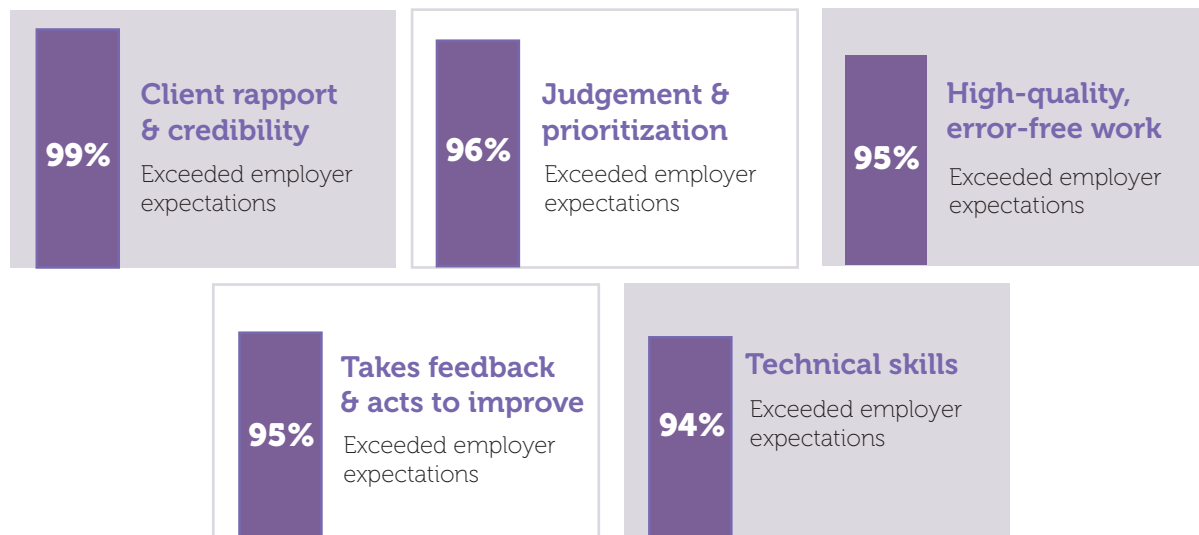 99%
Client rapport
& credibility
Exceeded employer
expectations
96%
Judgement &
prioritization
Exceeded employer
expectations
95%
High-quality,
error-free work
Exceeded employer
expectations
95%
Takes feedback
& acts to improve
Exceeded employer
expectations
94%
Technical skills
Exceeded employer
expectations